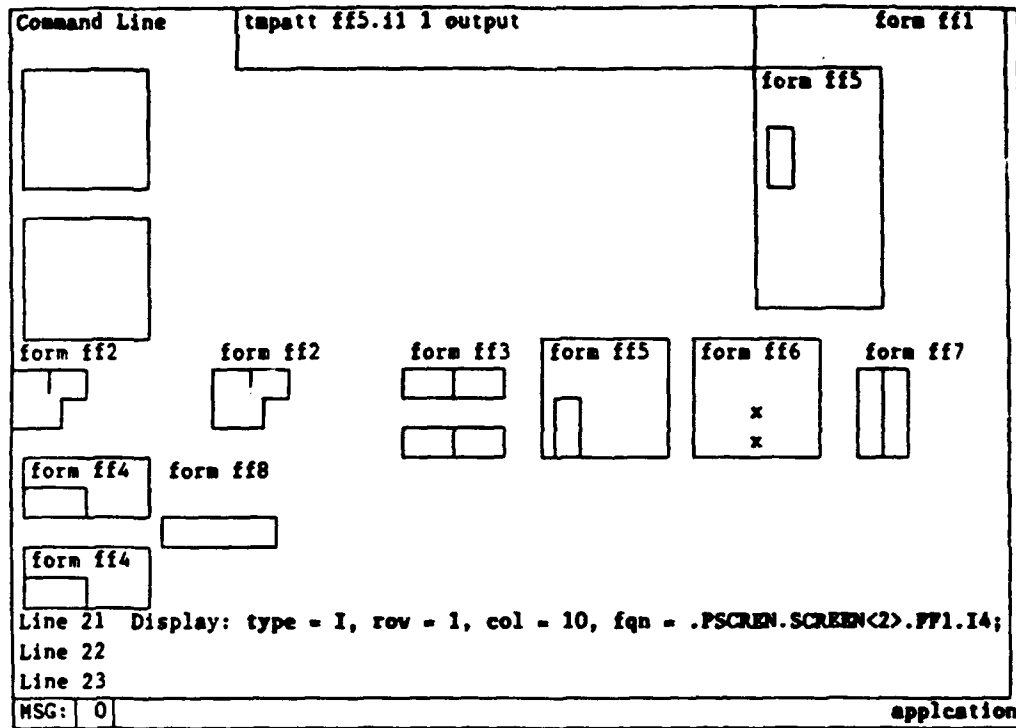 Command Line tmpatt ff5.i1 1 output form ff1
form ff5
form ff2 form ff2 form ff3 form ff5 form ff6 form ff7
x
x
form ff4 form ff8
form ff4
Line 21 Display: type = I, row = 1, col = 10, fqn = .PSCREN.SCREEN<2>.FF1.I4;
Line 22
Line 23
MSG: 0 applcation